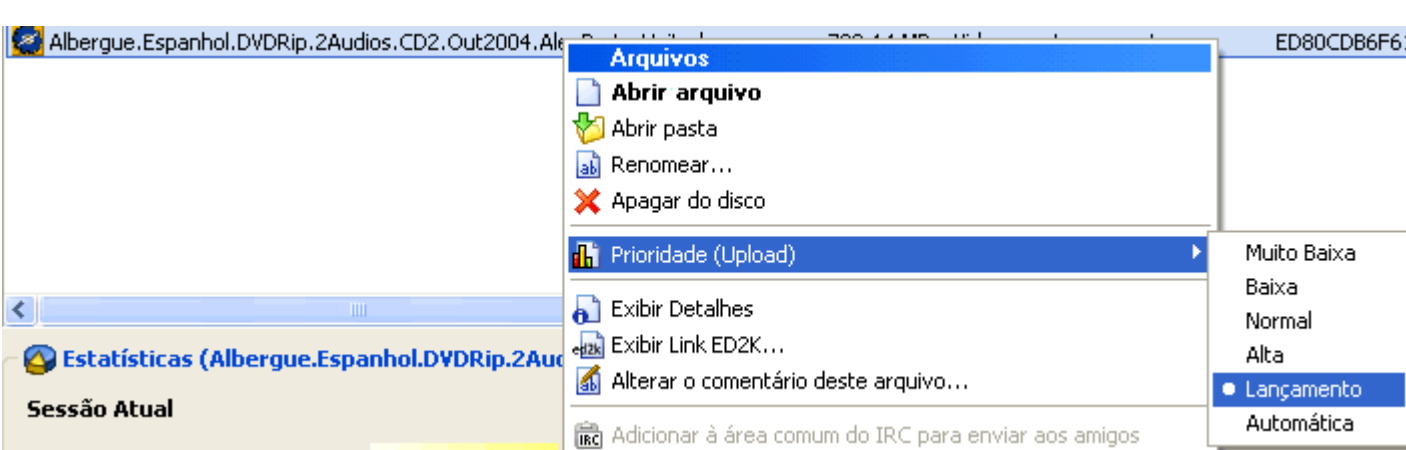 Albergue.Espanhol.DVDRip.2Audios.CD2.Out2004.Ale
ED80CDB6F6
Arquivos
Abrir arquivo
Abrir pasta
Renomear...
Apagar do disco
Prioridade (Upload)
Muito Baixa
Baixa
Normal
Alta
Lançamento
Automática
Exibir Detalhes
Exibir Link ED2K...
Alterar o comentário deste arquivo...
Adicionar à área comum do IRC para enviar aos amigos
Estatísticas (Albergue.Espanhol.DVDRip.2Aud
Sessão Atual